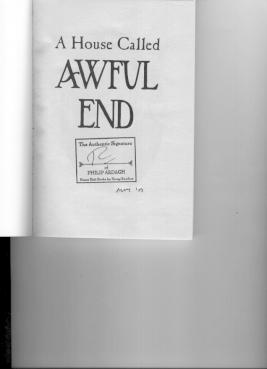 A House Called
AWFUL
END
The Authentic Signature
of
PHILIP ARDAGH